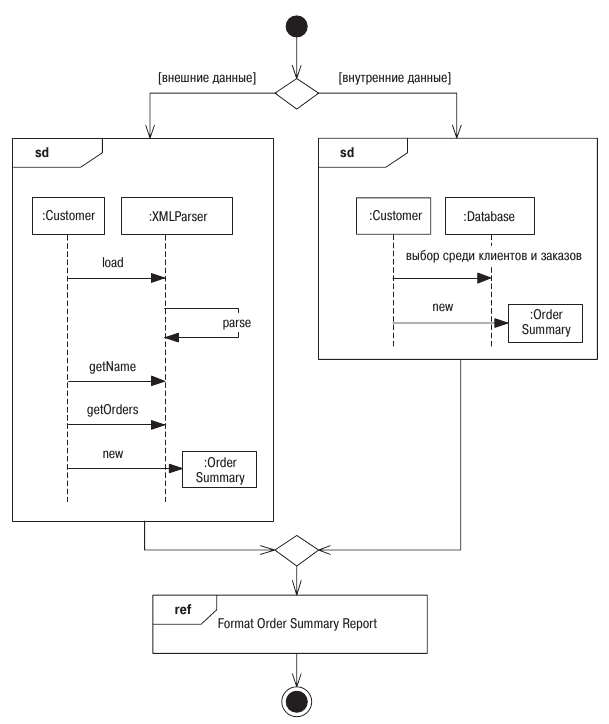 [внешние данные]
[внутренние данные]
sd
:Customer
:XMLParser
load
parse
getName
getOrders
new
:Order
Summary
sd
:Customer
:Database
выбор среди клиентов и заказов
new
:Order
Summary
ref
Format Order Summary Report